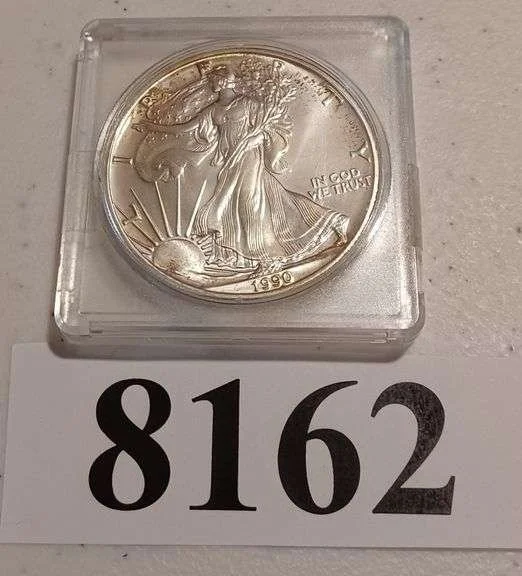 LIBERTY
IN GOD
WE TRUST
1990
8162